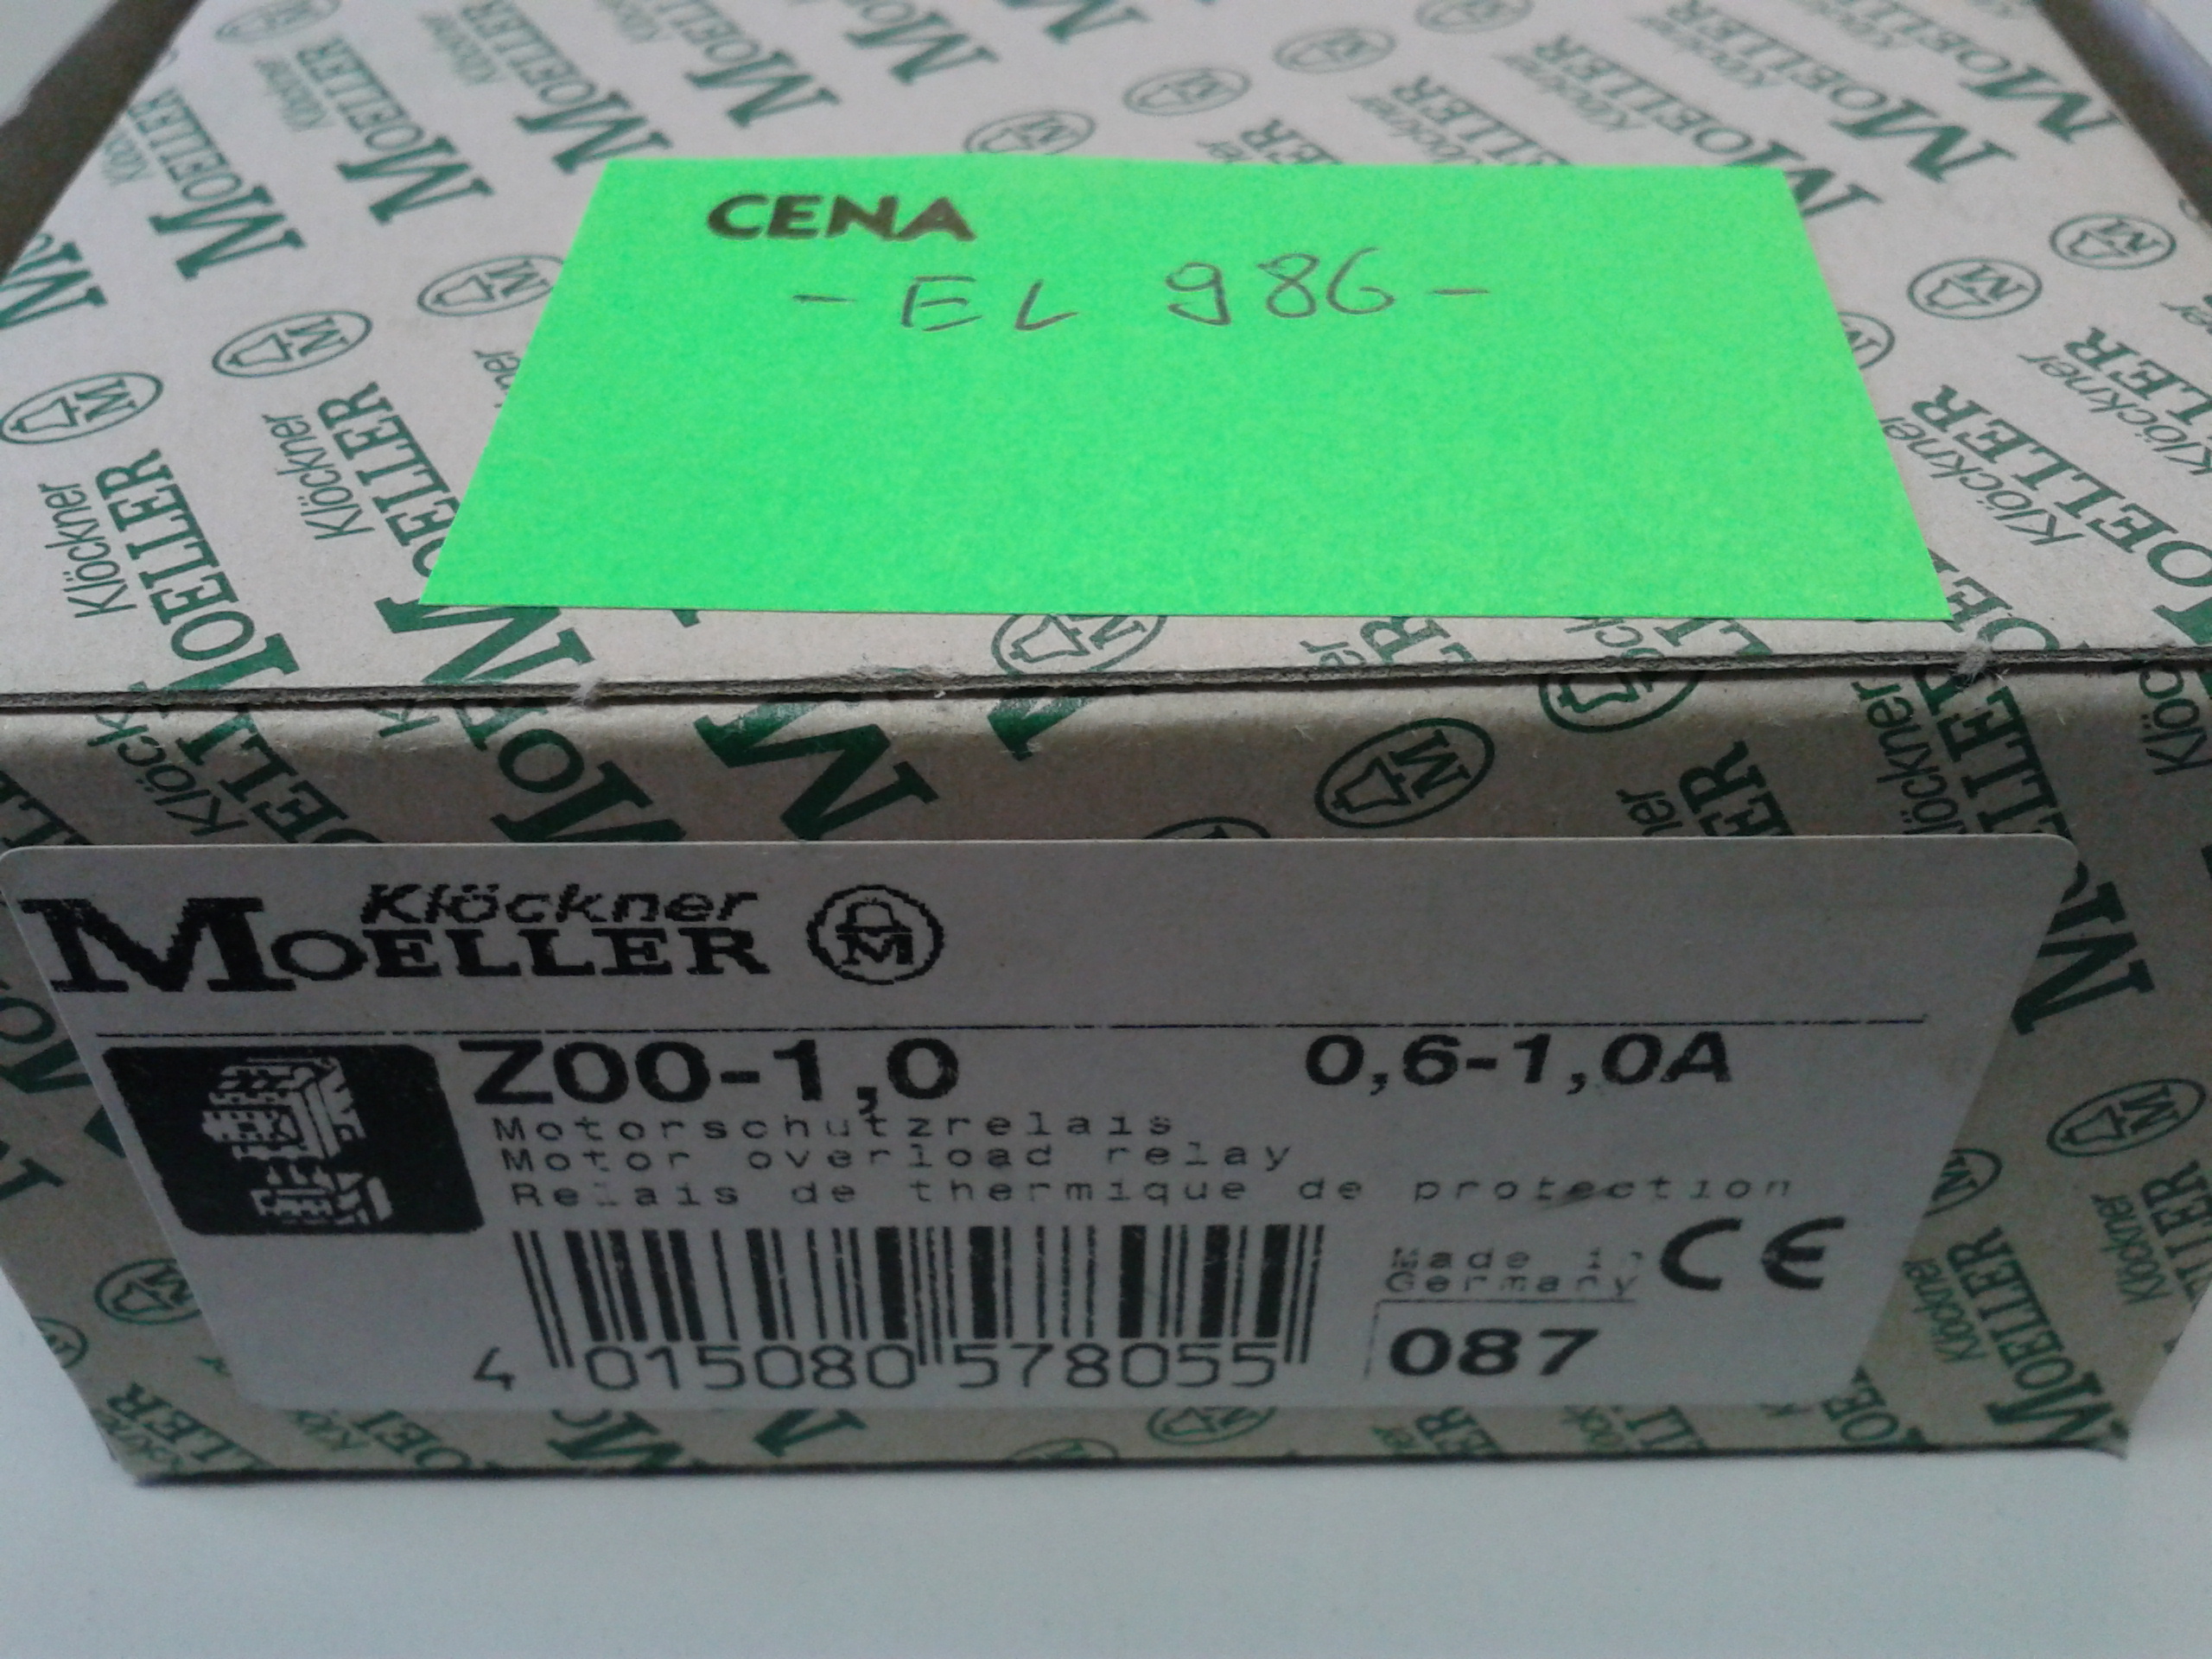 CENA
- EL 986 -
Klöckner
MOELLER
Z00-1,0 0,6-1,0A
Motorschutzrelais
Motor overload relay
Relais de thermique de protection
Made in
Germany
CE
4 015080 578055
087